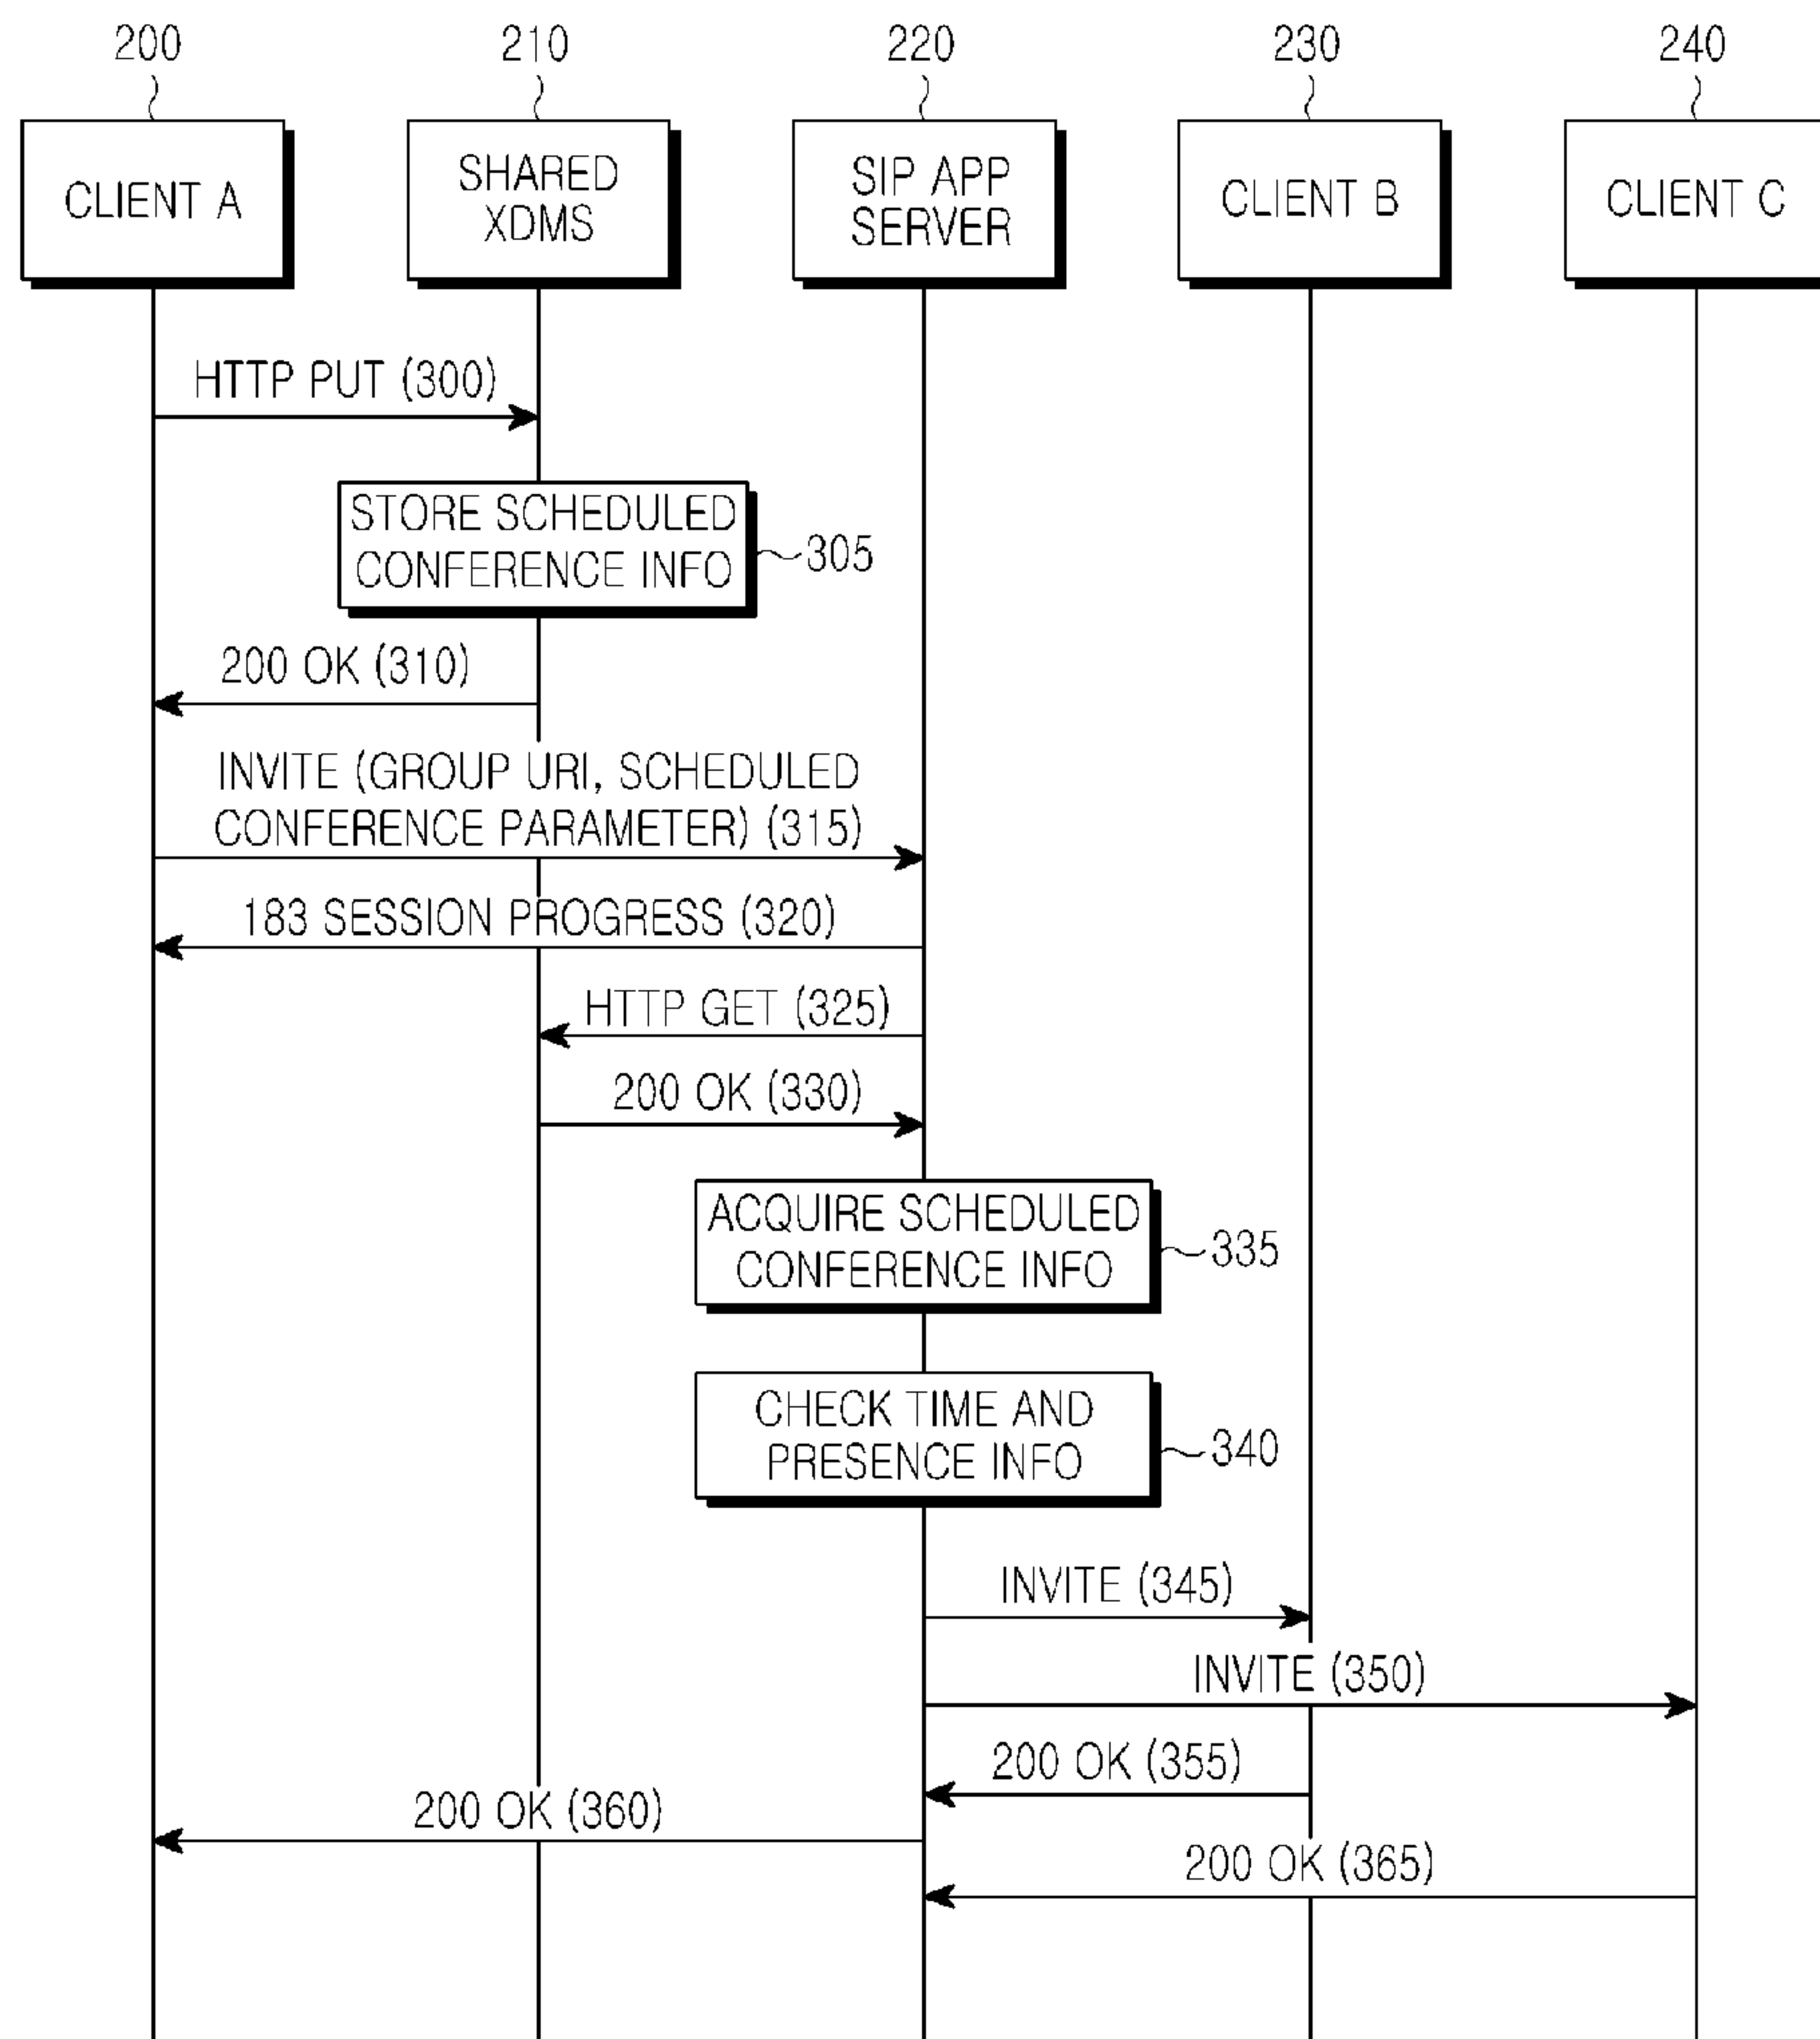 200
210
220
230
240
CLIENT A
SHARED
XDMS
SIP APP
SERVER
CLIENT B
CLIENT C
HTTP PUT (300)
STORE SCHEDULED
CONFERENCE INFO
305
200 OK (310)
INVITE (GROUP URI, SCHEDULED
CONFERENCE PARAMETER) (315)
183 SESSION PROGRESS (320)
HTTP GET (325)
200 OK (330)
ACQUIRE SCHEDULED
CONFERENCE INFO
335
CHECK TIME AND
PRESENCE INFO
340
INVITE (345)
INVITE (350)
200 OK (355)
200 OK (360)
200 OK (365)